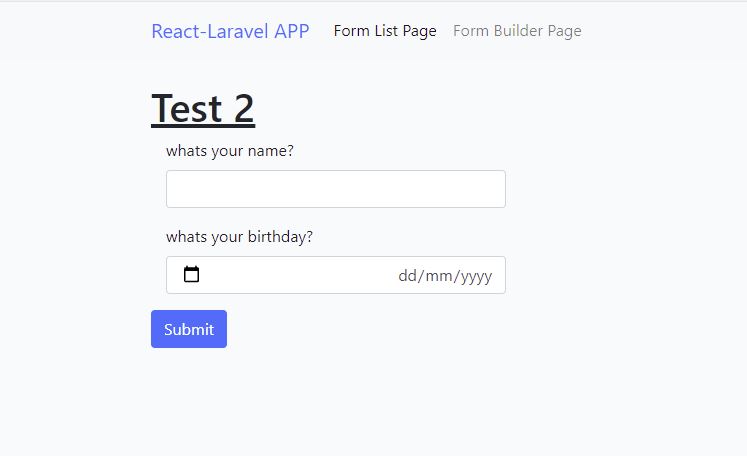 React-Laravel APP Form List Page Form Builder Page
Test 2
whats your name?
whats your birthday?
dd/mm/yyyy
Submit